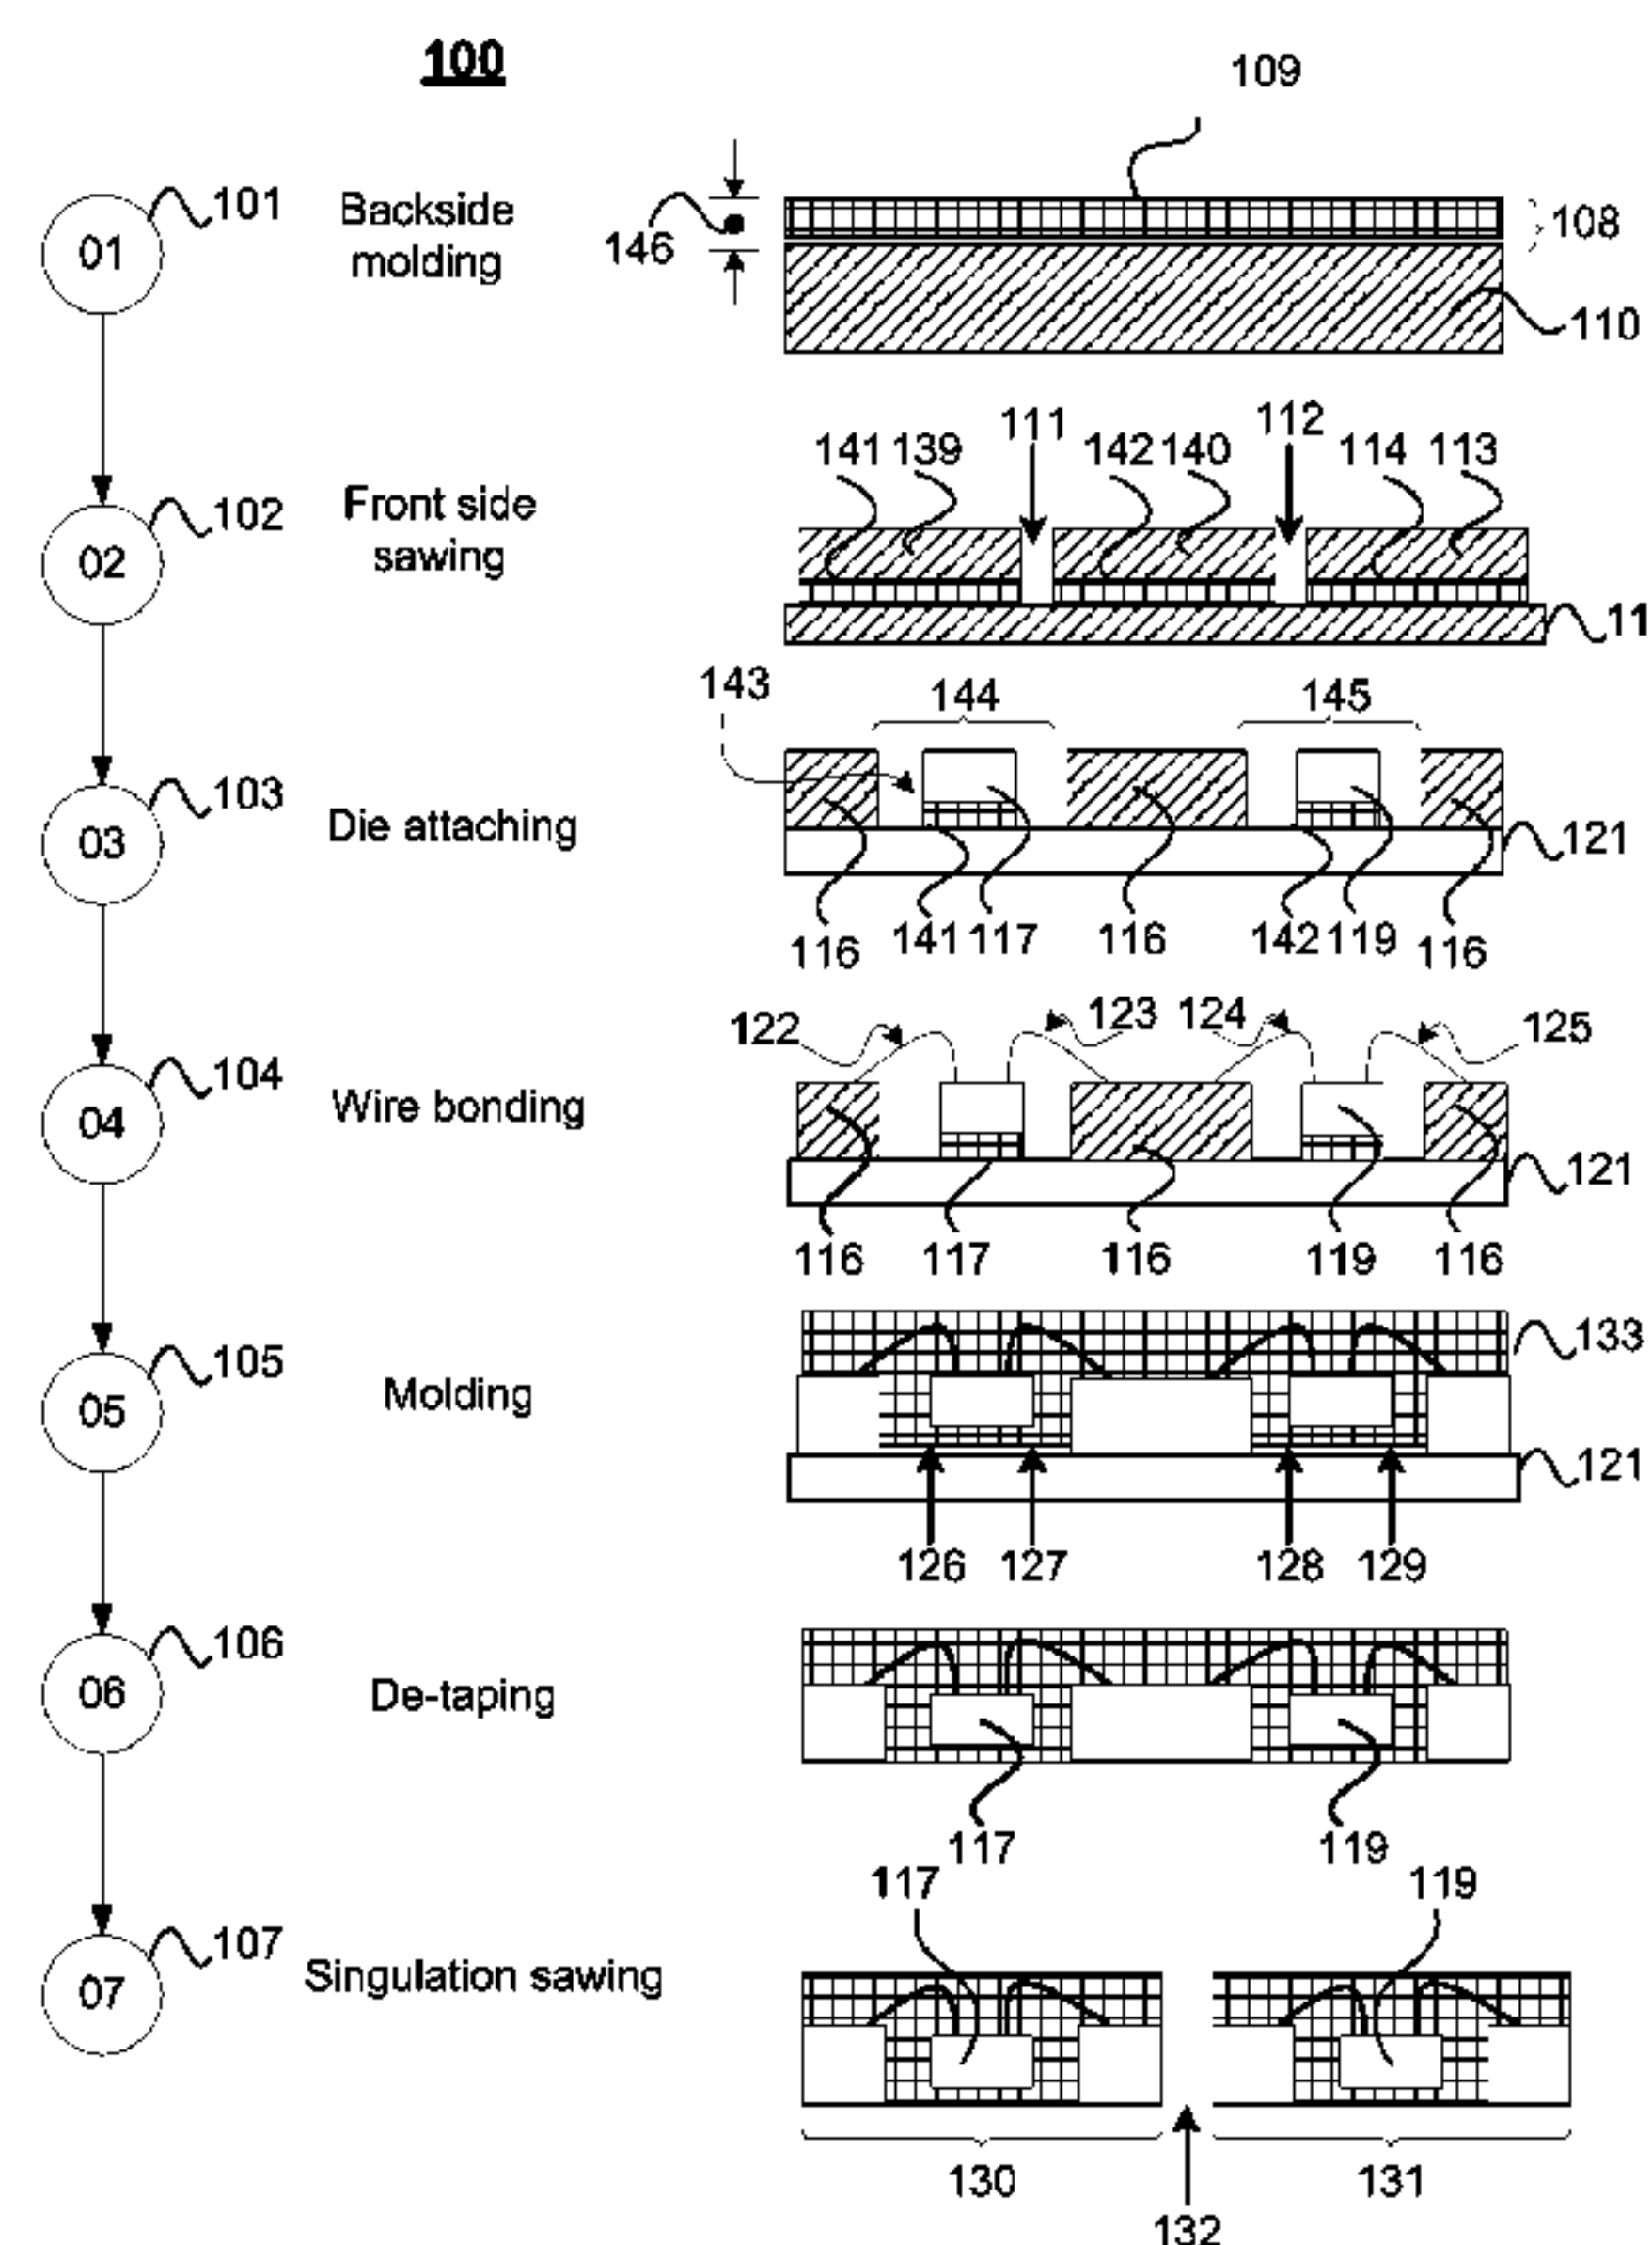 100
109
01
101
Backside
molding
146
108
110
02
102
Front side
sawing
141 139 111 142 140 112 114 113
11
03
103
Die attaching
143 144 145
121
116 141 117 116 142 119 116
04
104
Wire bonding
122 123 124 125
121
116 117 116 119 116
05
105
Molding
133
121
126 127 128 129
06
106
De-taping
117 119
07
107
Singulation sawing
117 119
130 131
132